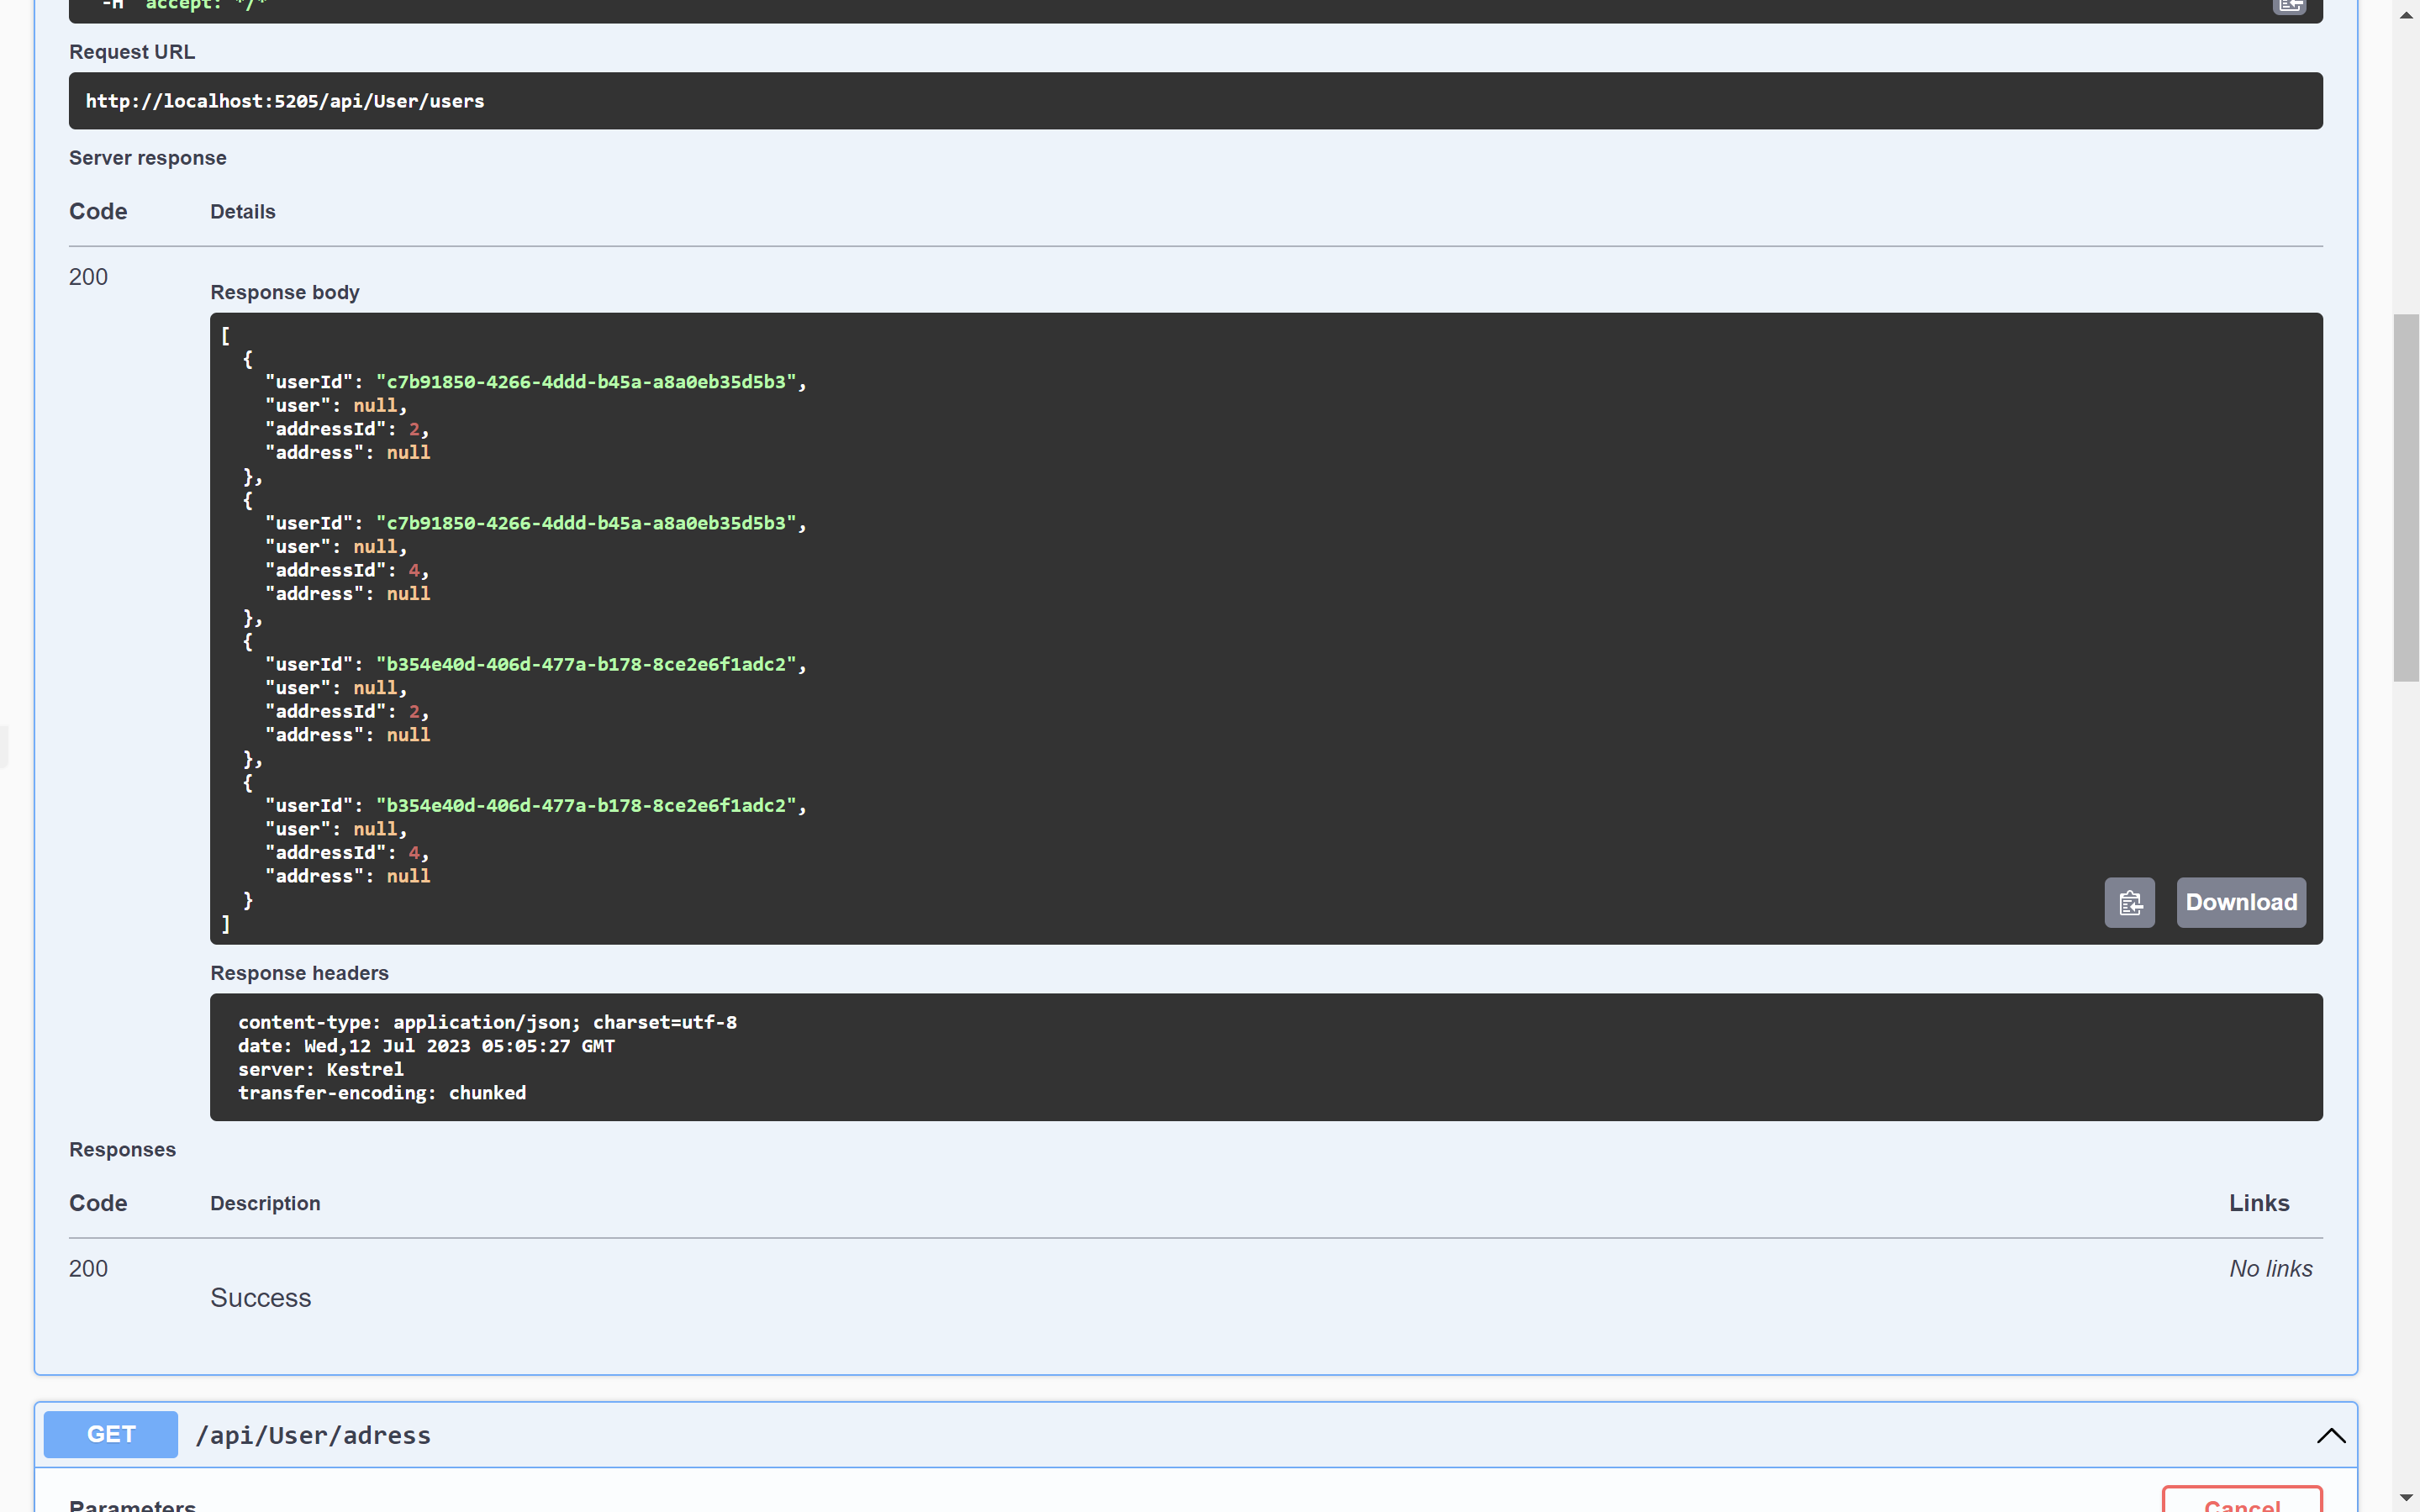 -H 'accept: */*'
Request URL
http://localhost:5205/api/User/users
Server response
Code Details
200
Response body
[
  {
    "userId": "c7b91850-4266-4ddd-b45a-a8a0eb35d5b3",
    "user": null,
    "addressId": 2,
    "address": null
  },
  {
    "userId": "c7b91850-4266-4ddd-b45a-a8a0eb35d5b3",
    "user": null,
    "addressId": 4,
    "address": null
  },
  {
    "userId": "b354e40d-406d-477a-b178-8ce2e6f1adc2",
    "user": null,
    "addressId": 2,
    "address": null
  },
  {
    "userId": "b354e40d-406d-477a-b178-8ce2e6f1adc2",
    "user": null,
    "addressId": 4,
    "address": null
  }
]
Download
Response headers
content-type: application/json; charset=utf-8
date: Wed,12 Jul 2023 05:05:27 GMT
server: Kestrel
transfer-encoding: chunked
Responses
Code Description Links
200 No links
Success
GET /api/User/adress
Parameters Cancel